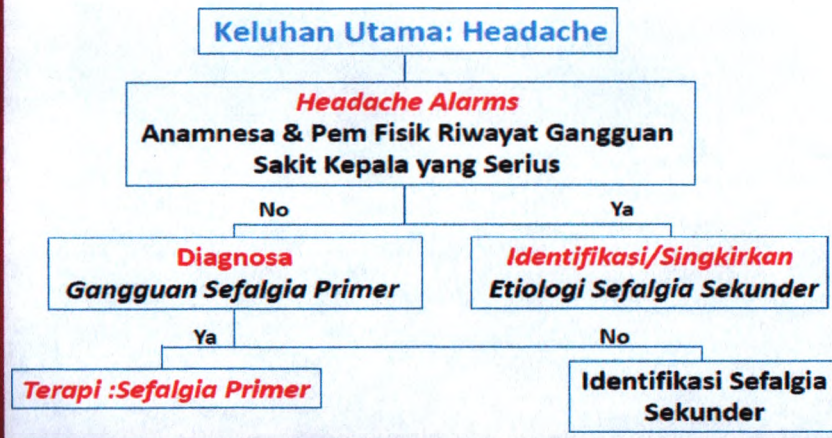 Keluhan Utama: Headache
Headache Alarms
Anamnesa & Pem Fisik Riwayat Gangguan
Sakit Kepala yang Serius
No
Ya
Diagnosa
Gangguan Sefalgia Primer
Identifikasi/Singkirkan
Etiologi Sefalgia Sekunder
Ya
No
Terapi :Sefalgia Primer
Identifikasi Sefalgia
Sekunder